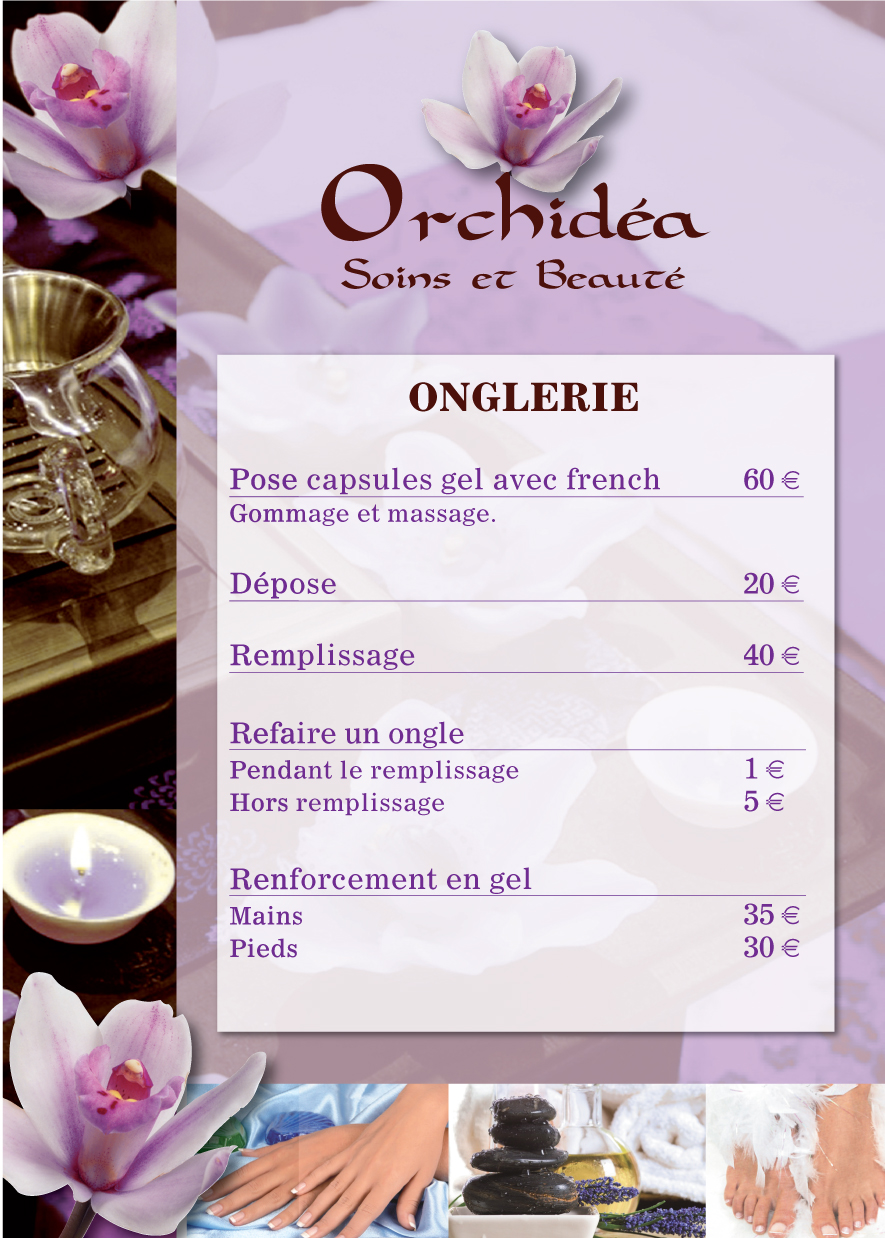 Orchidéa
Soins et Beauté
ONGLERIE
Pose capsules gel avec french 60 €
Gommage et massage.
Dépose 20 €
Remplissage 40 €
Refaire un ongle
Pendant le remplissage 1 €
Hors remplissage 5 €
Renforcement en gel
Mains 35 €
Pieds 30 €